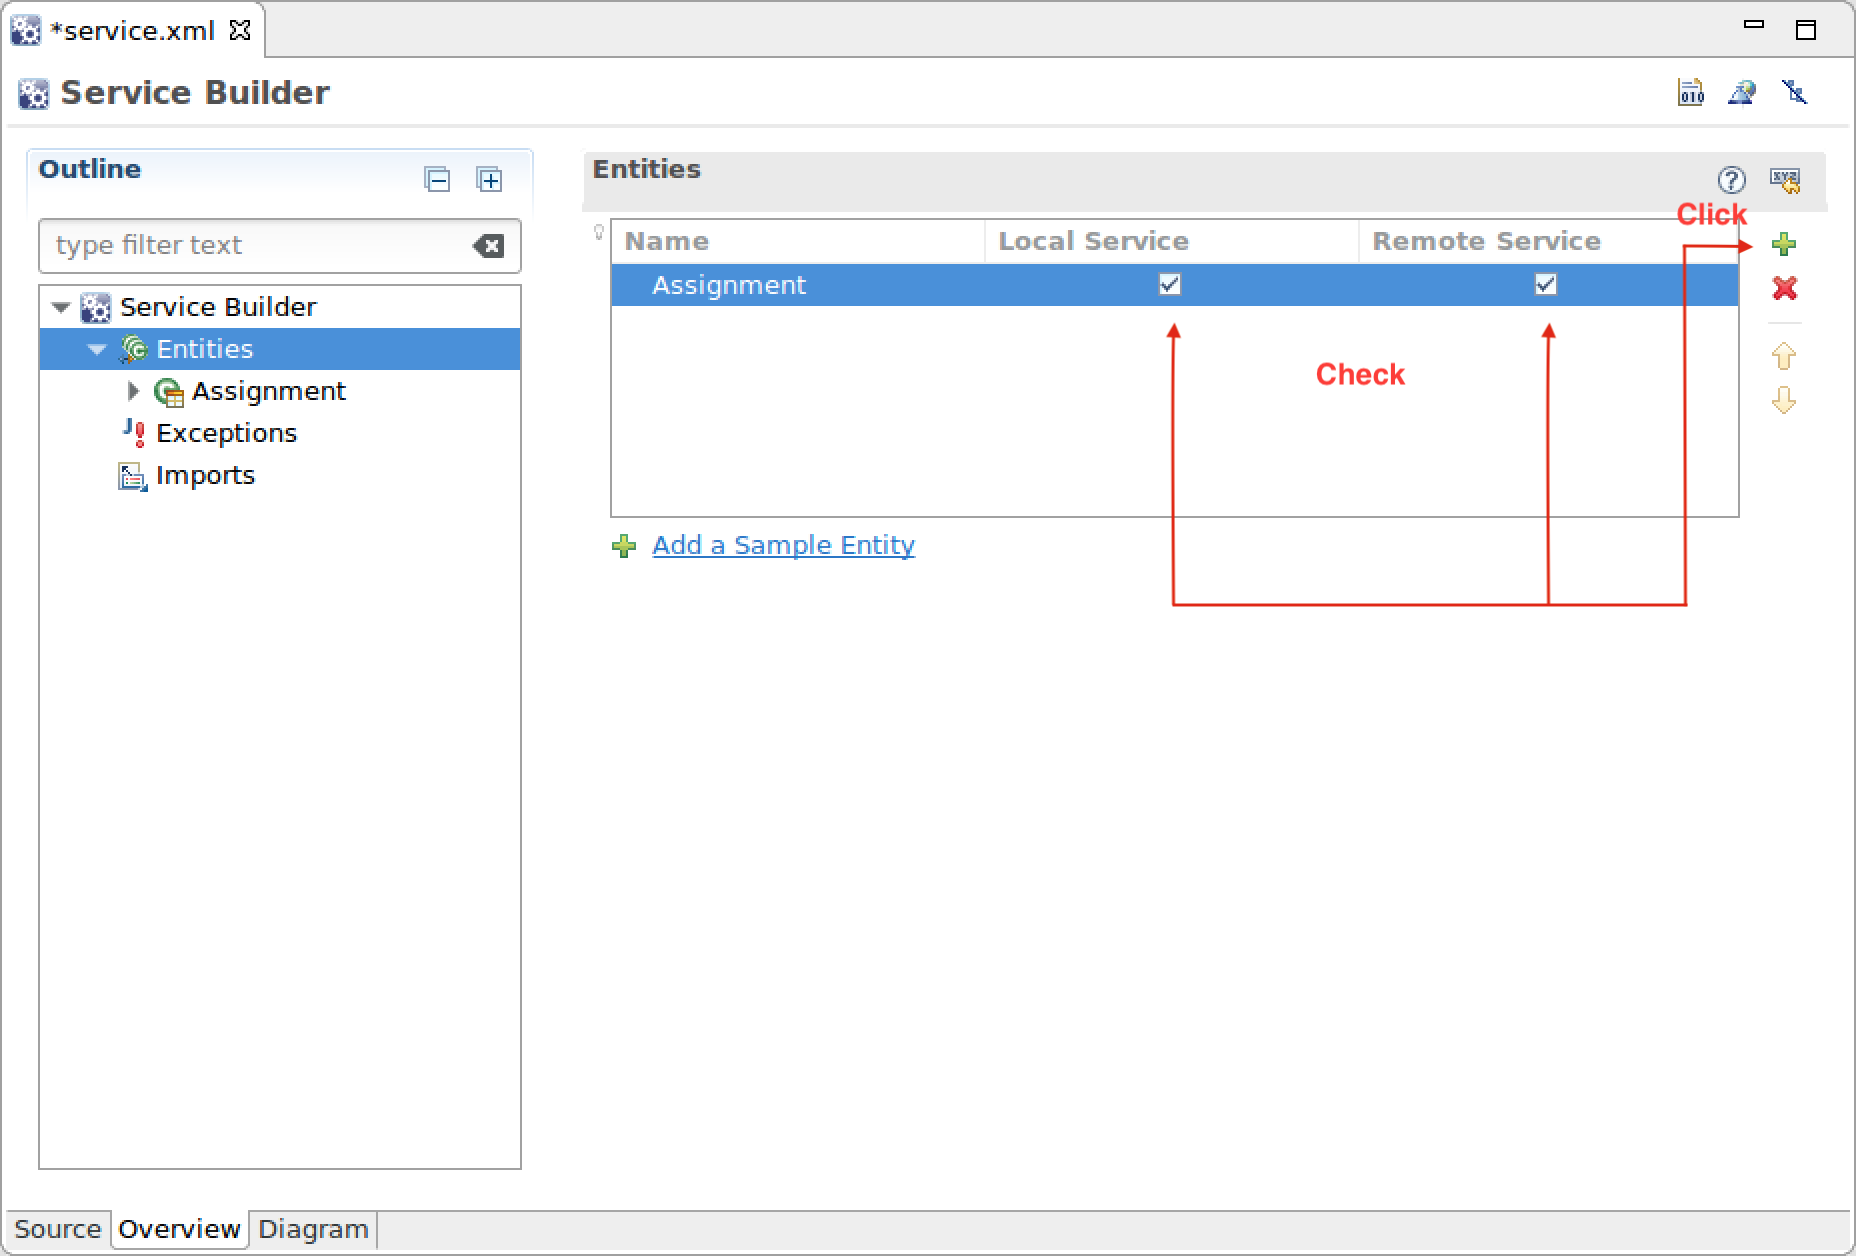 *service.xml
Service Builder
Outline
type filter text
Service Builder
Entities
Assignment
Exceptions
Imports
Entities
Click
Name Local Service Remote Service
Assignment
Check
Add a Sample Entity
Source Overview Diagram